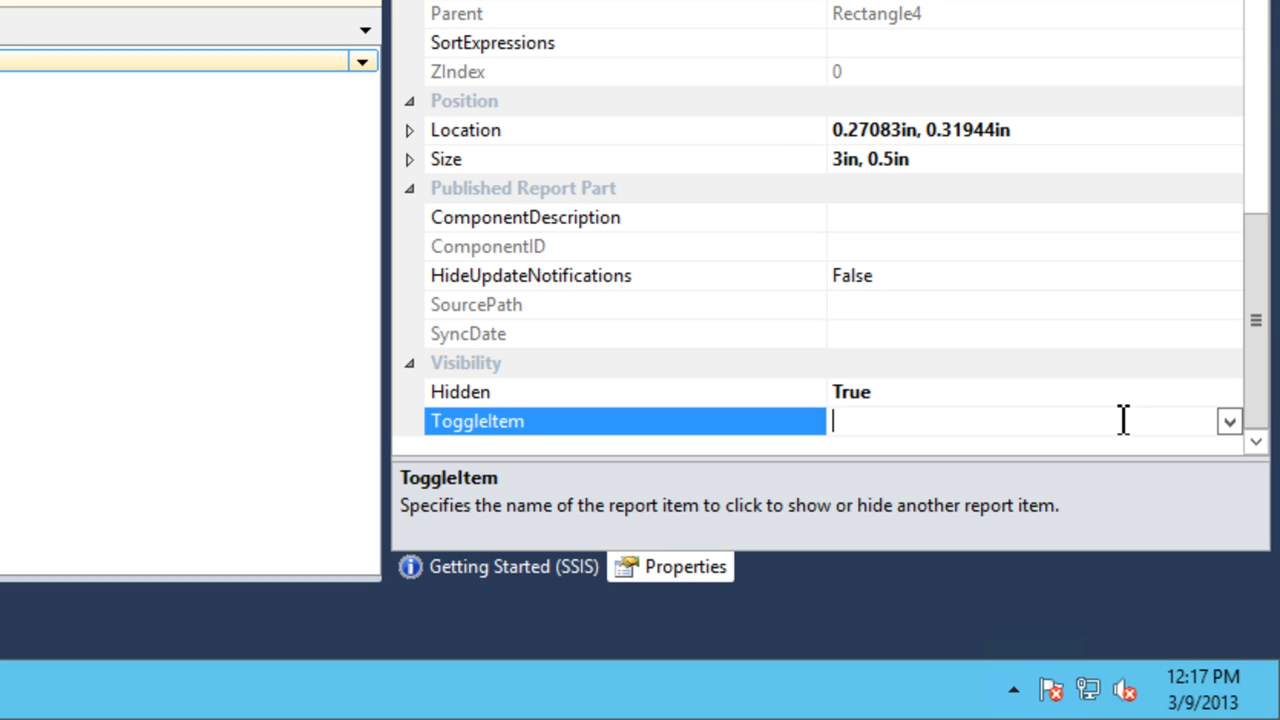 Parent Rectangle4
SortExpressions
ZIndex 0
Position
Location 0.27083in, 0.31944in
Size 3in, 0.5in
Published Report Part
ComponentDescription
ComponentID
HideUpdateNotifications False
SourcePath
SyncDate
Visibility
Hidden True
ToggleItem
ToggleItem
Specifies the name of the report item to click to show or hide another report item.
Getting Started (SSIS) Properties
12:17 PM
3/9/2013